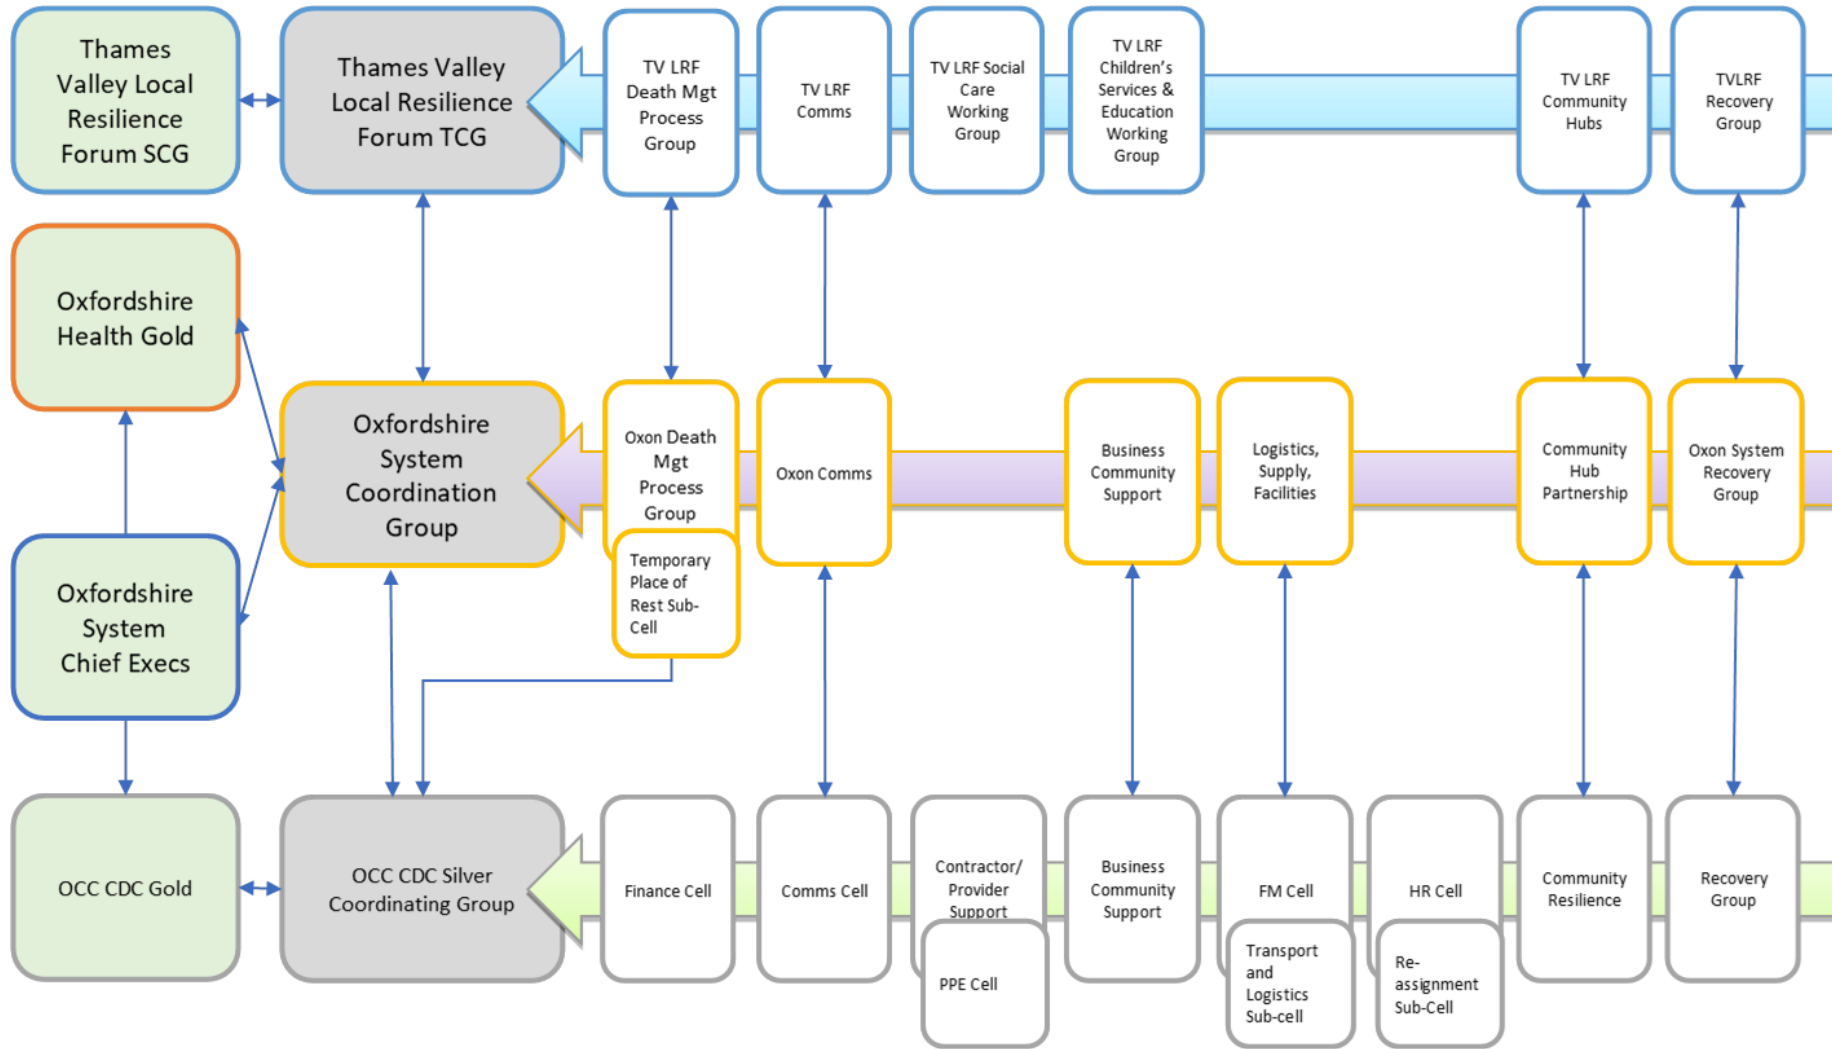 Thames
Valley Local
Resilience
Forum SCG
Thames Valley
Local Resilience
Forum TCG
TV LRF
Death Mgt
Process
Group
TV LRF
Comms
TV LRF Social
Care
Working
Group
TV LRF
Children's
Services &
Education
Working
Group
TV LRF
Community
Hubs
TVLRF
Recovery
Group
Oxfordshire
Health Gold
Oxfordshire
System
Coordination
Group
Oxon Death
Mgt
Process
Group
Temporary
Place of
Rest Sub-
Cell
Oxon Comms
Business
Community
Support
Logistics,
Supply,
Facilities
Community
Hub
Partnership
Oxon System
Recovery
Group
Oxfordshire
System
Chief Execs
OCC CDC Gold
OCC CDC Silver
Coordinating Group
Finance Cell
Comms Cell
Contractor/
Provider
Support
PPE Cell
Business
Community
Support
FM Cell
Transport
and
Logistics
Sub-cell
HR Cell
Re-
assignment
Sub-Cell
Community
Resilience
Recovery
Group